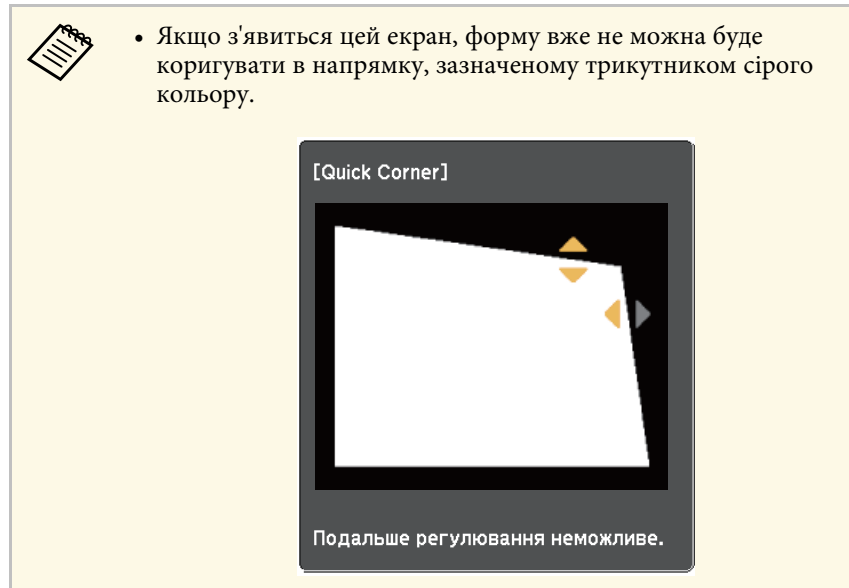 • Якщо з'явиться цей екран, форму вже не можна буде
коригувати в напрямку, зазначеному трикутником сірого
кольору.
[Quick Corner]
Подальше регулювання неможливе.